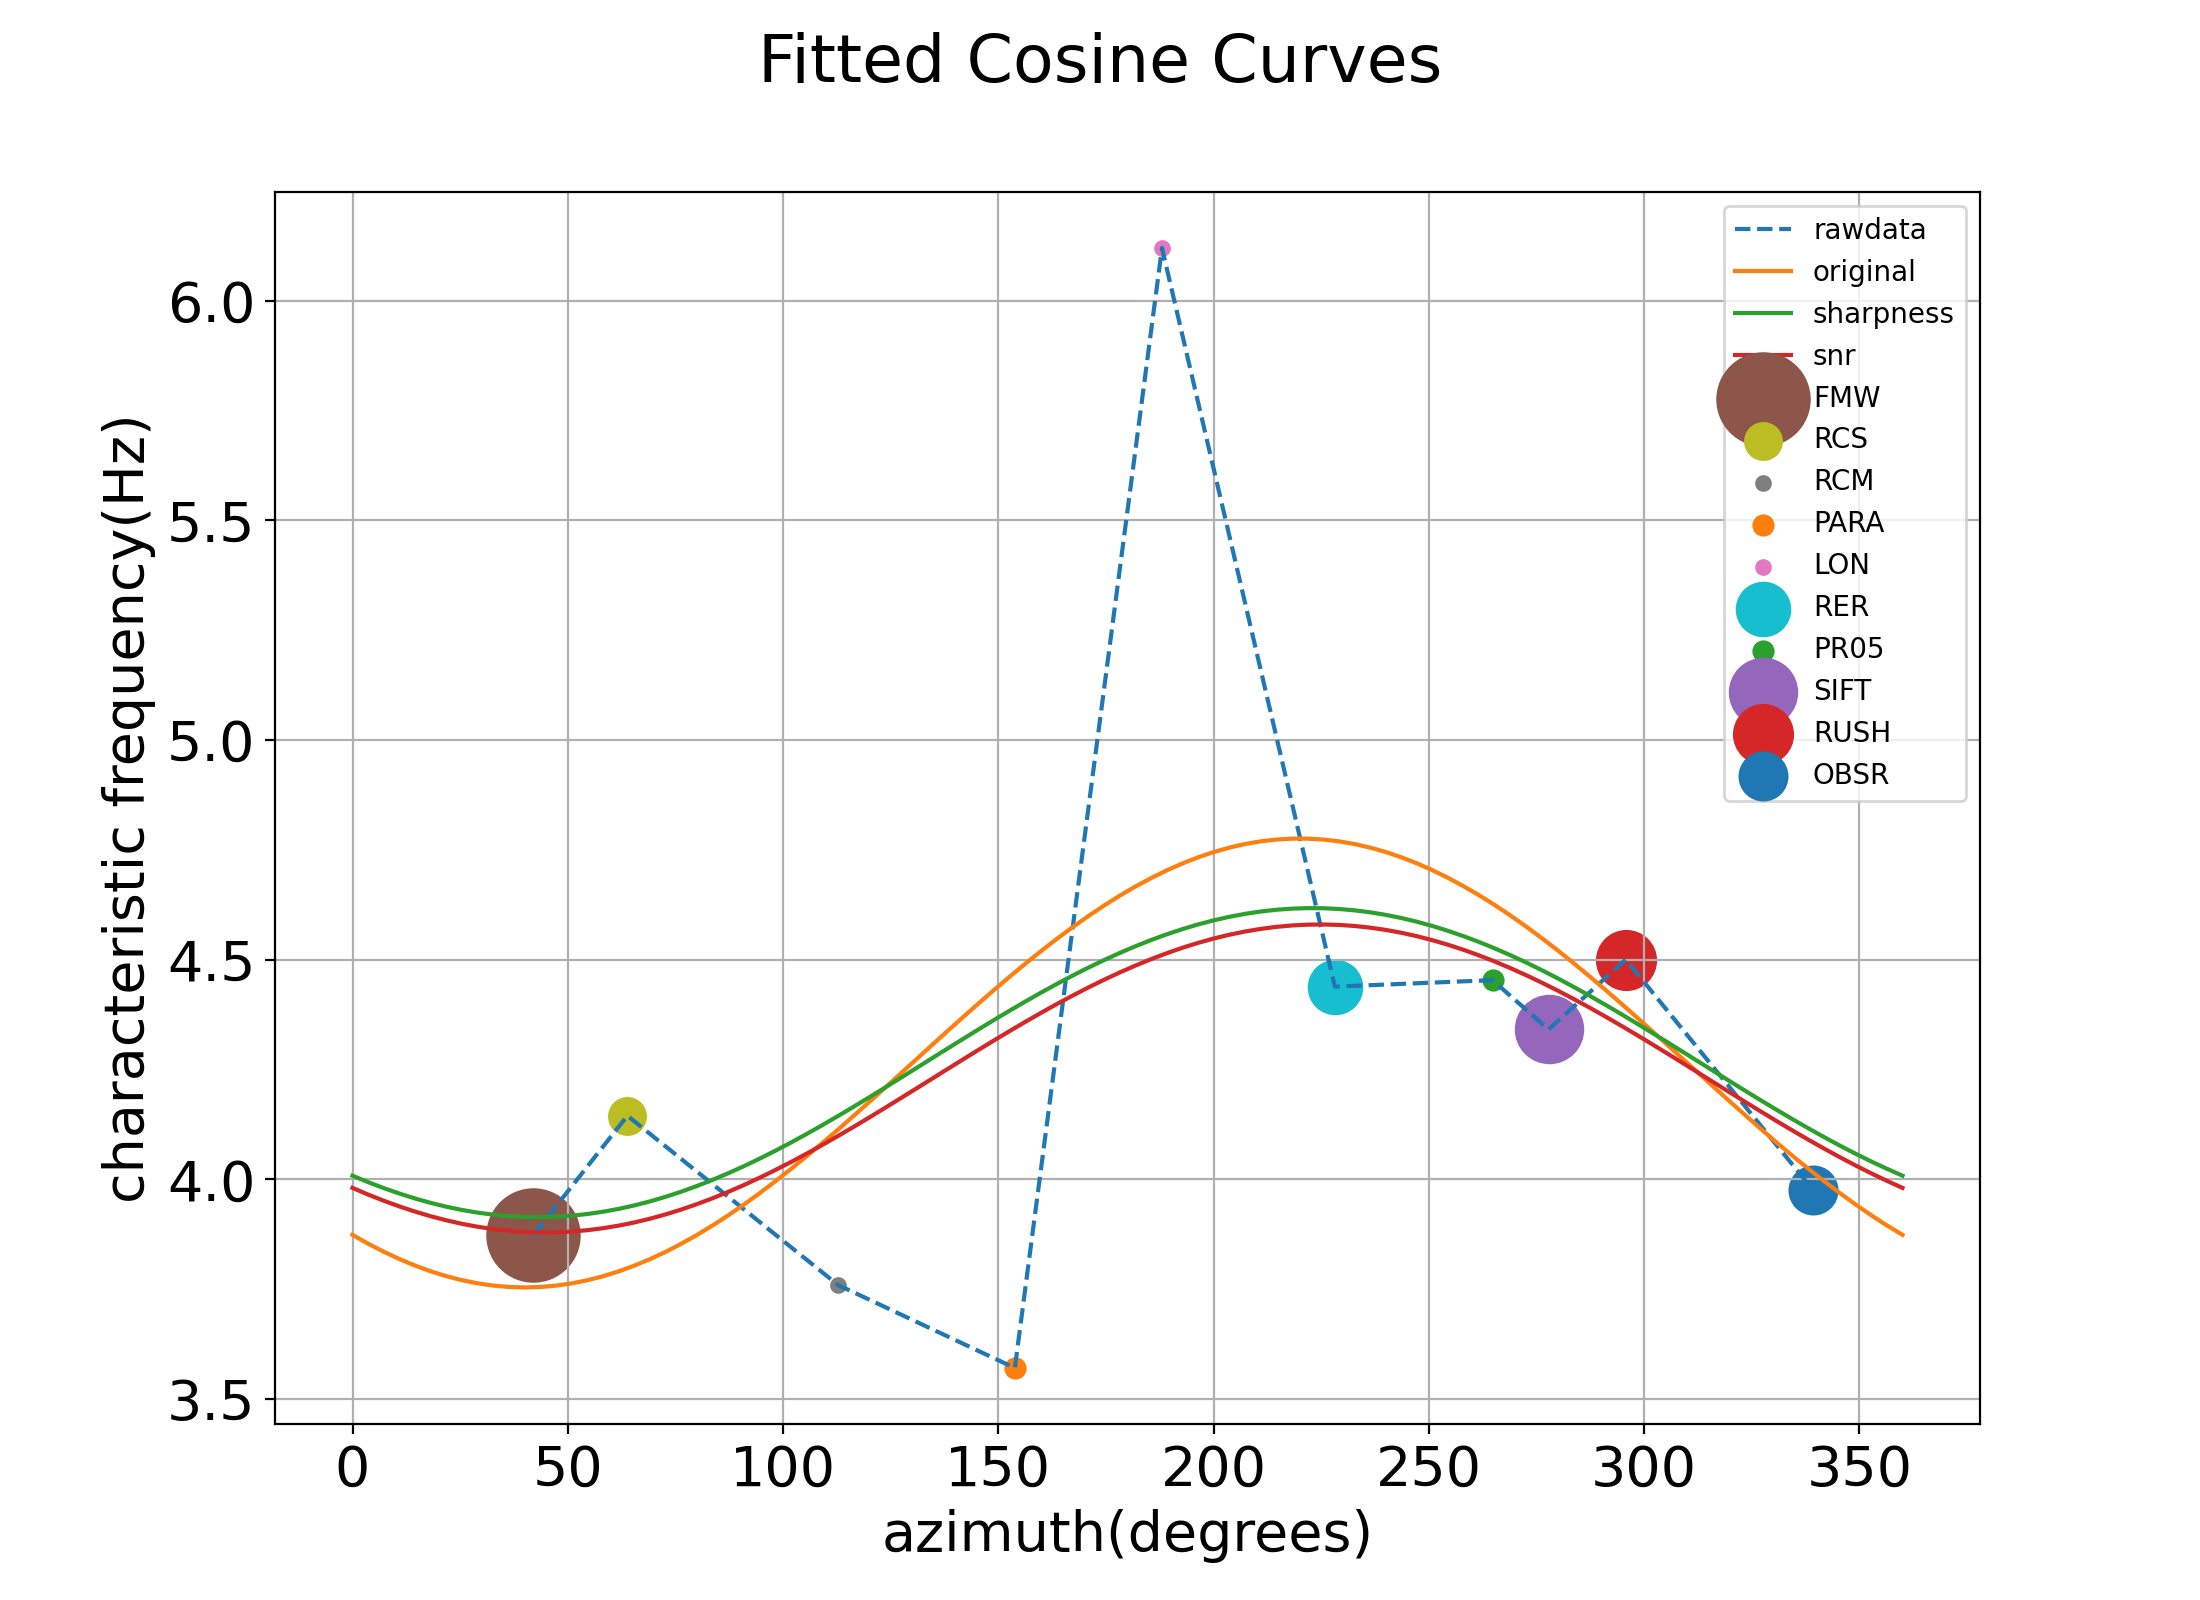 Fitted Cosine Curves
characteristic frequency(Hz)
6.0
5.5
5.0
4.5
4.0
3.5
rawdata
original
sharpness
snr
FMW
RCS
RCM
PARA
LON
RER
PR05
SIFT
RUSH
OBSR
0 50 100 150 200 250 300 350
azimuth(degrees)